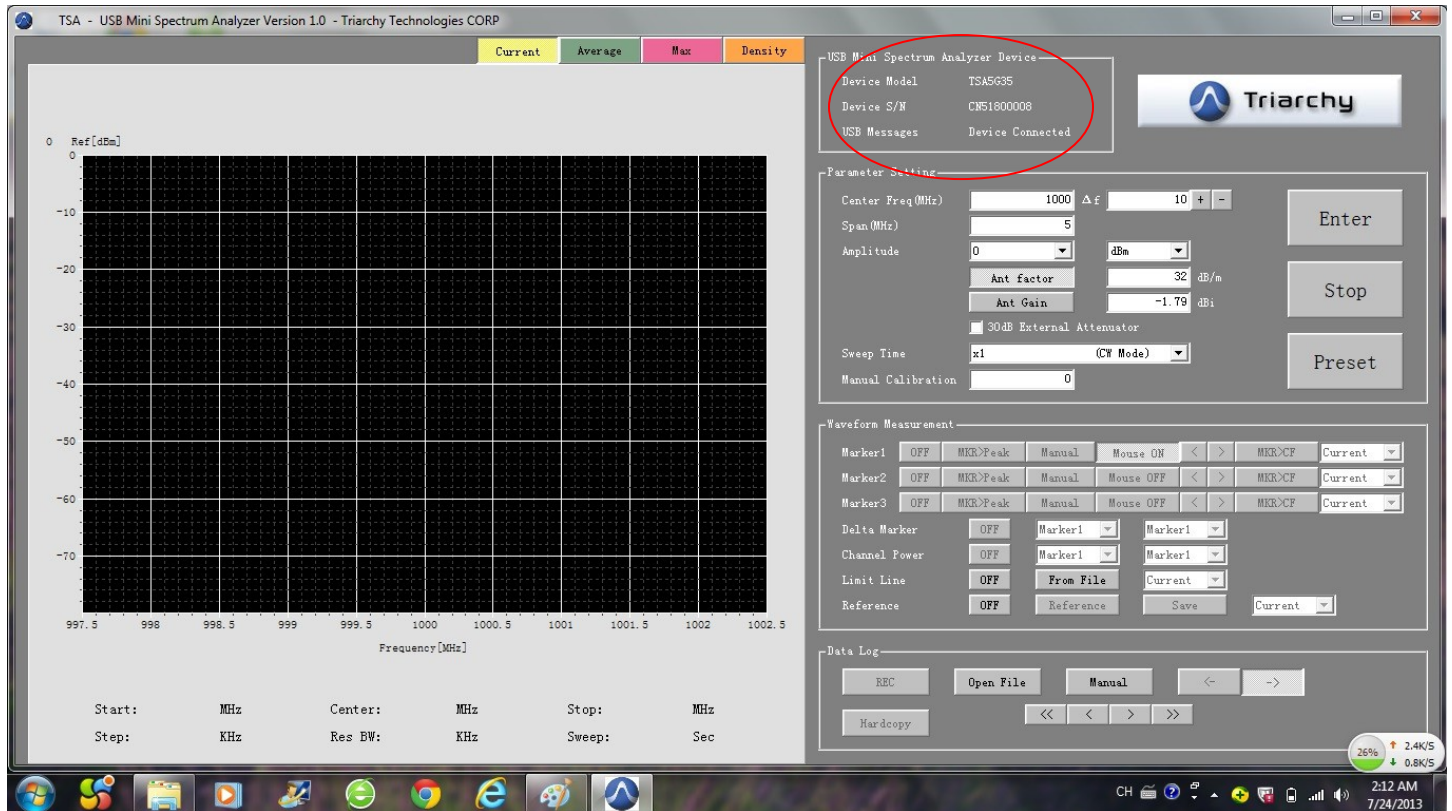 TSA - USB Mini Spectrum Analyzer Version 1.0 - Triarchy Technologies CORP
Current Average Max Density
0 Ref[dBm]
0
-10
-20
-30
-40
-50
-60
-70
997.5 998 998.5 999 999.5 1000 1000.5 1001 1001.5 1002 1002.5
Frequency[MHz]
Start: MHz Center: MHz Stop: MHz
Step: KHz Res BW: KHz Sweep: Sec
USB Mini Spectrum Analyzer Device
Device Model TSA5G35
Device S/N CN51800008
USB Messages Device Connected
Triarchy
Parameter Setting
Center Freq(MHz) 1000 Δf 10 + -
Span(MHz) 5
Amplitude 0 dBm
Ant factor 32 dB/m
Ant Gain -1.79 dBi
30dB External Attenuator
Sweep Time x1 (CW Mode)
Manual Calibration 0
Enter
Stop
Preset
Waveform Measurement
Marker1 OFF MKR>Peak Manual Mouse ON < > MKR>CF Current
Marker2 OFF MKR>Peak Manual Mouse OFF < > MKR>CF Current
Marker3 OFF MKR>Peak Manual Mouse OFF < > MKR>CF Current
Delta Marker OFF Marker1 Marker1
Channel Power OFF Marker1 Marker1
Limit Line OFF From File Current
Reference OFF Reference Save Current
Data Log
REC Open File Manual <- ->
Hardcopy << < > >>
26% 2.4K/S
0.8K/S
CH 2:12 AM
7/24/2013